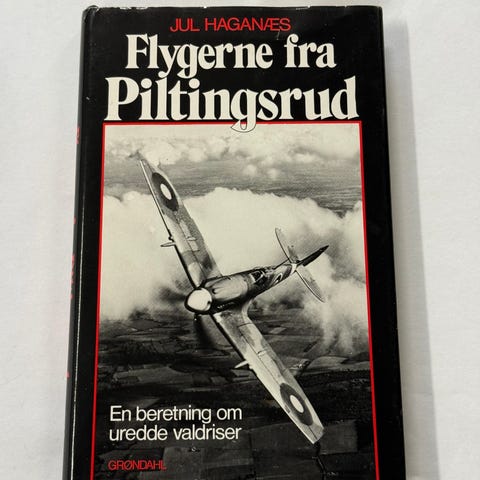 JUL HAGANÆS
Flygerne fra
Piltingsrud
En beretning om
uredde valdriser
GRØNDAHL